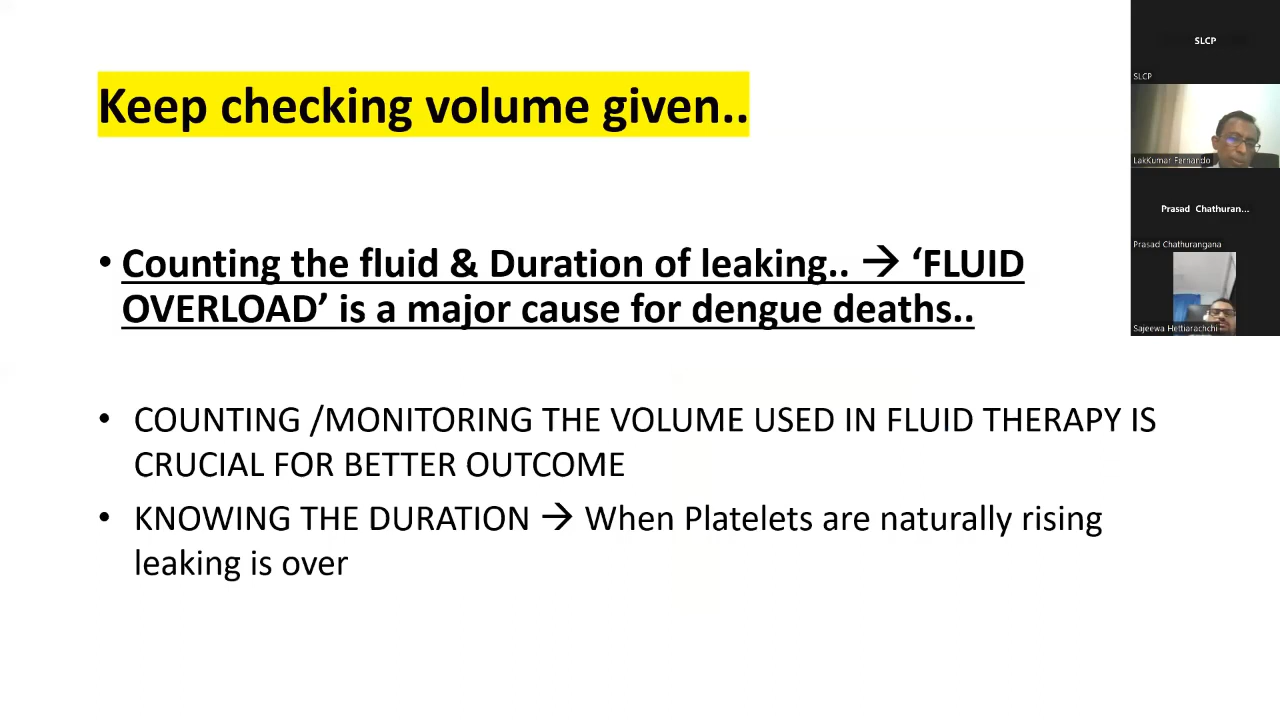 Keep checking volume given..
• Counting the fluid & Duration of leaking.. → ‘FLUID
OVERLOAD’ is a major cause for dengue deaths..
• COUNTING /MONITORING THE VOLUME USED IN FLUID THERAPY IS
CRUCIAL FOR BETTER OUTCOME
• KNOWING THE DURATION → When Platelets are naturally rising
leaking is over
SLCP
SLCP
LakKumar Fernando
Prasad Chathuran...
Prasad Chathurangana
Sajeewa Hettiarachchi